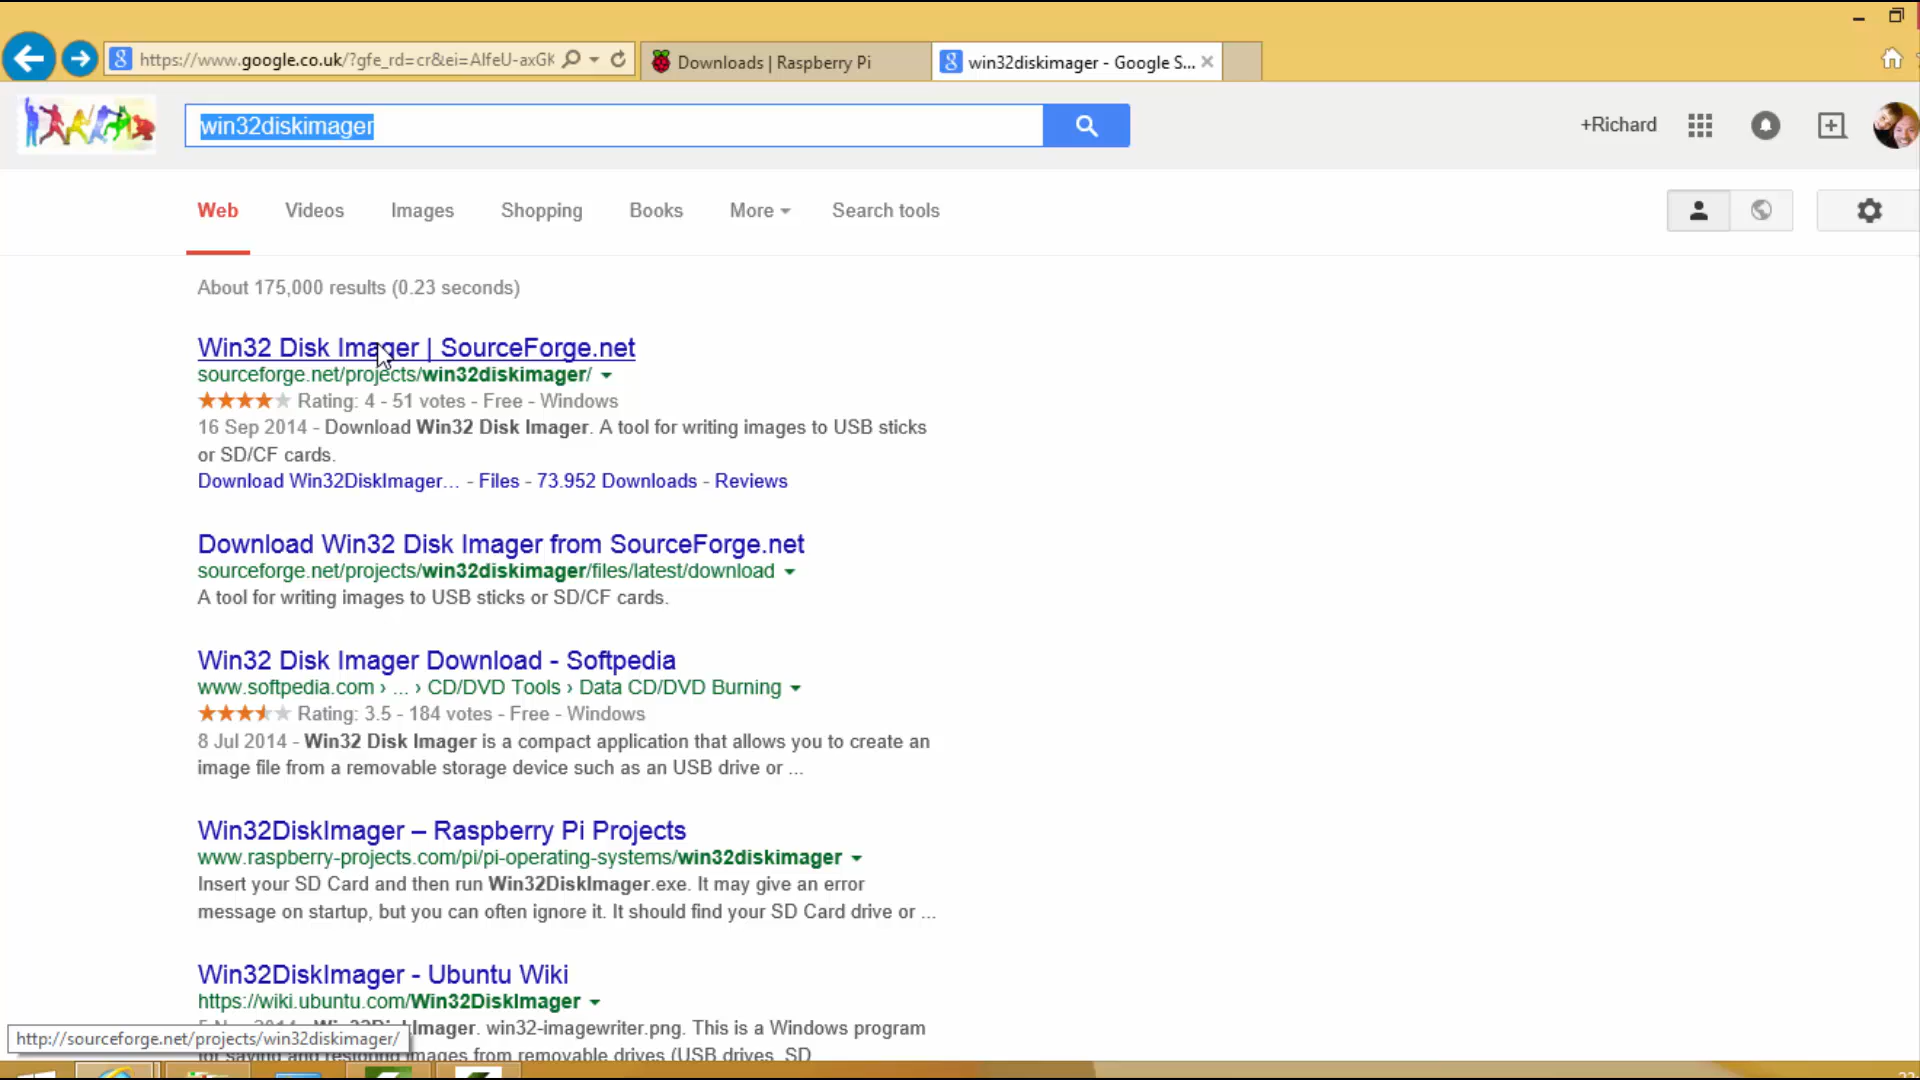 https://www.google.co.uk/?gfe_rd=cr&ei=AlfeU-axGK
Downloads | Raspberry Pi
win32diskimager - Google S...
win32diskimager
+Richard
Web Videos Images Shopping Books More Search tools
About 175,000 results (0.23 seconds)
Win32 Disk Imager | SourceForge.net
sourceforge.net/projects/win32diskimager/
Rating: 4 - 51 votes - Free - Windows
16 Sep 2014 - Download Win32 Disk Imager. A tool for writing images to USB sticks
or SD/CF cards.
Download Win32DiskImager... - Files - 73.952 Downloads - Reviews
Download Win32 Disk Imager from SourceForge.net
sourceforge.net/projects/win32diskimager/files/latest/download
A tool for writing images to USB sticks or SD/CF cards.
Win32 Disk Imager Download - Softpedia
www.softpedia.com › ... › CD/DVD Tools › Data CD/DVD Burning
Rating: 3.5 - 184 votes - Free - Windows
8 Jul 2014 - Win32 Disk Imager is a compact application that allows you to create an
image file from a removable storage device such as an USB drive or ...
Win32DiskImager – Raspberry Pi Projects
www.raspberry-projects.com/pi/pi-operating-systems/win32diskimager
Insert your SD Card and then run Win32DiskImager.exe. It may give an error
message on startup, but you can often ignore it. It should find your SD Card drive or ...
Win32DiskImager - Ubuntu Wiki
https://wiki.ubuntu.com/Win32DiskImager
Imager. win32-imagewriter.png. This is a Windows program
images from removable drives (USB drives, SD
http://sourceforge.net/projects/win32diskimager/